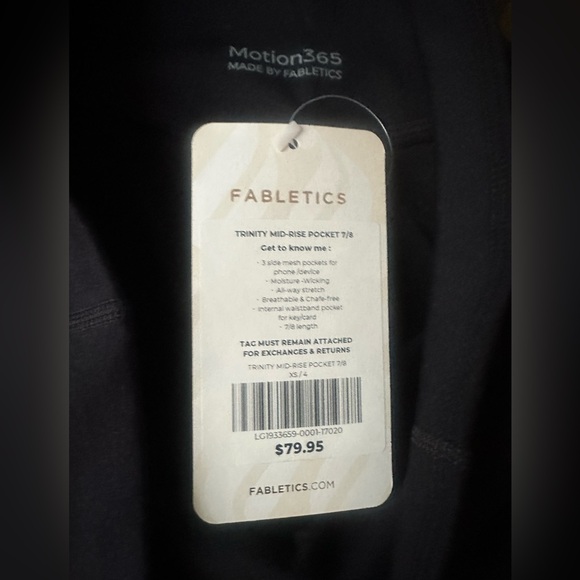 Motion365
MADE BY FABLETICS
FABLETICS
TRINITY MID-RISE POCKET 7/8
Get to know me :
• 3 side mesh pockets for
phone /device
• Moisture -Wicking
• All-way stretch
• Breathable & Chafe-free
• Internal waistband pocket
for key/card
• 7/8 length
TAG MUST REMAIN ATTACHED
FOR EXCHANGES & RETURNS
TRINITY MID-RISE POCKET 7/8
XS / 4
LG1933659-0001-17020
$79.95
FABLETICS.COM